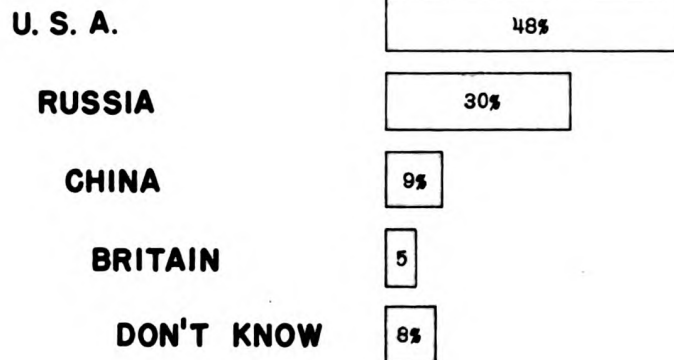 U. S. A. 48%
RUSSIA 30%
CHINA 9%
BRITAIN 5
DON'T KNOW 8%